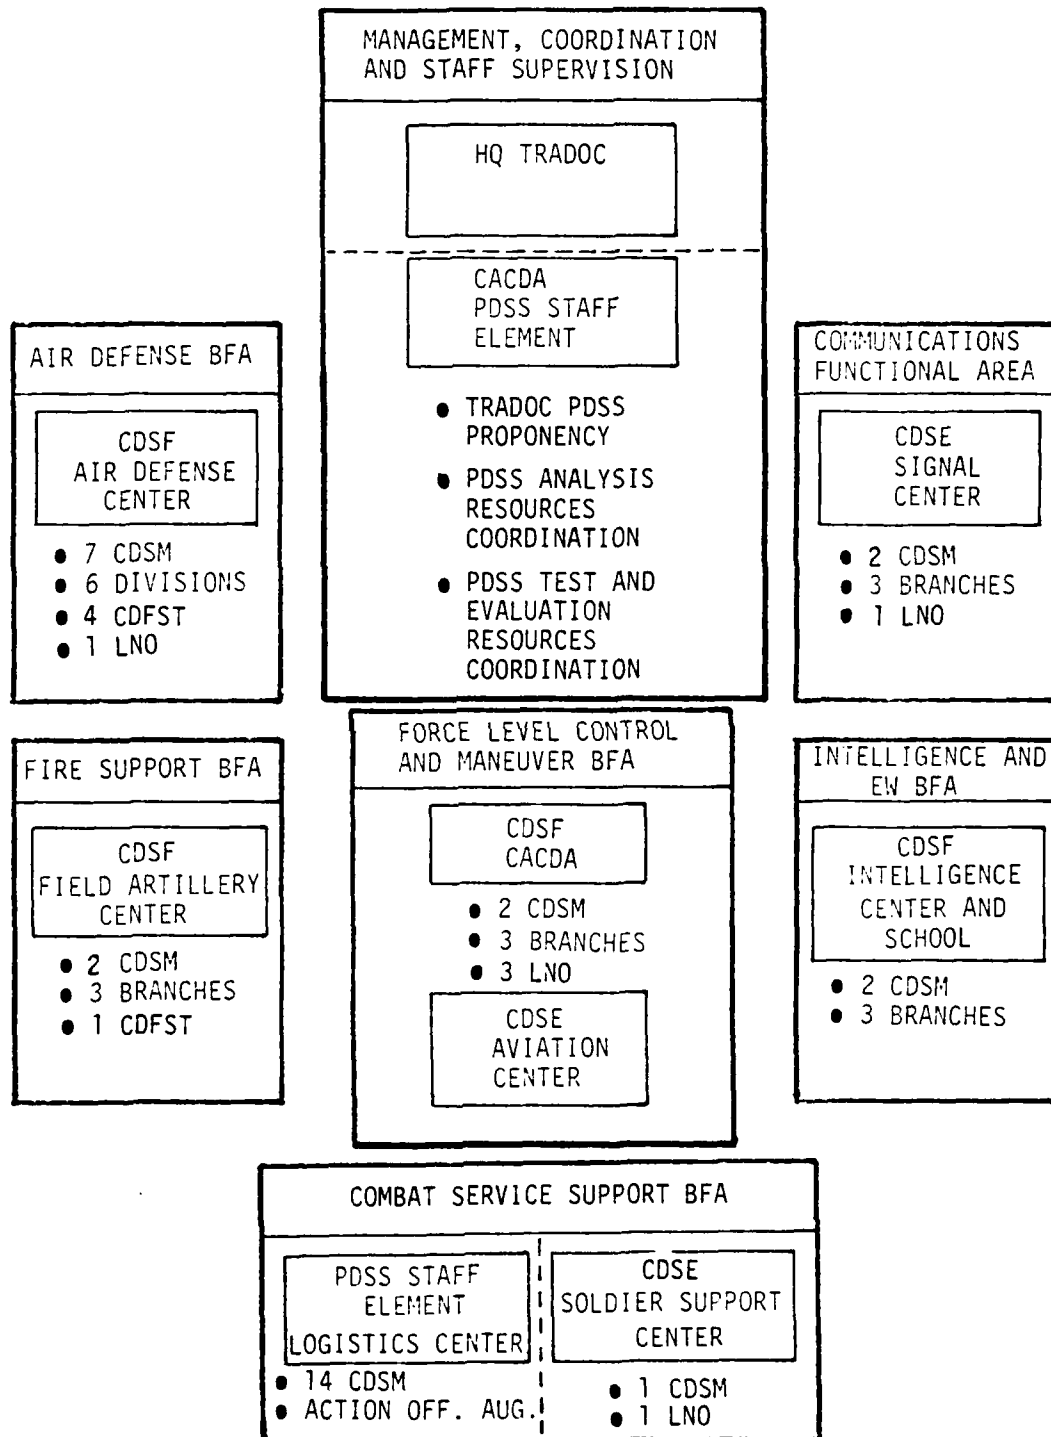 MANAGEMENT, COORDINATION
AND STAFF SUPERVISION
HQ TRADOC
CACDA
PDSS STAFF
ELEMENT
● TRADOC PDSS
PROPONENCY
● PDSS ANALYSIS
RESOURCES
COORDINATION
● PDSS TEST AND
EVALUATION
RESOURCES
COORDINATION
AIR DEFENSE BFA
CDSF
AIR DEFENSE
CENTER
● 7 CDSM
● 6 DIVISIONS
● 4 CDFST
● 1 LNO
COMMUNICATIONS
FUNCTIONAL AREA
CDSE
SIGNAL
CENTER
● 2 CDSM
● 3 BRANCHES
● 1 LNO
FIRE SUPPORT BFA
CDSF
FIELD ARTILLERY
CENTER
● 2 CDSM
● 3 BRANCHES
● 1 CDFST
FORCE LEVEL CONTROL
AND MANEUVER BFA
CDSF
CACDA
● 2 CDSM
● 3 BRANCHES
● 3 LNO
CDSE
AVIATION
CENTER
INTELLIGENCE AND
EW BFA
CDSF
INTELLIGENCE
CENTER AND
SCHOOL
● 2 CDSM
● 3 BRANCHES
COMBAT SERVICE SUPPORT BFA
PDSS STAFF
ELEMENT
LOGISTICS CENTER
● 14 CDSM
● ACTION OFF. AUG.
CDSE
SOLDIER SUPPORT
CENTER
● 1 CDSM
● 1 LNO